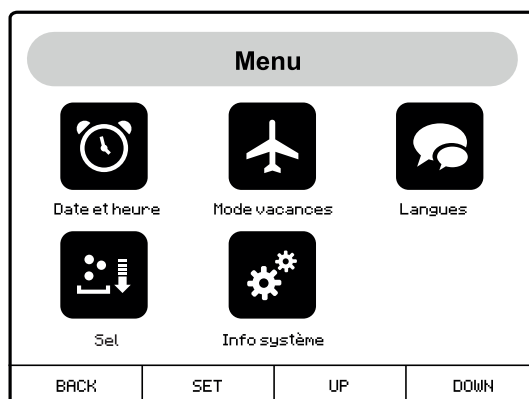 Menu
Date et heure Mode vacances Langues
Sel Info système
BACK SET UP DOWN